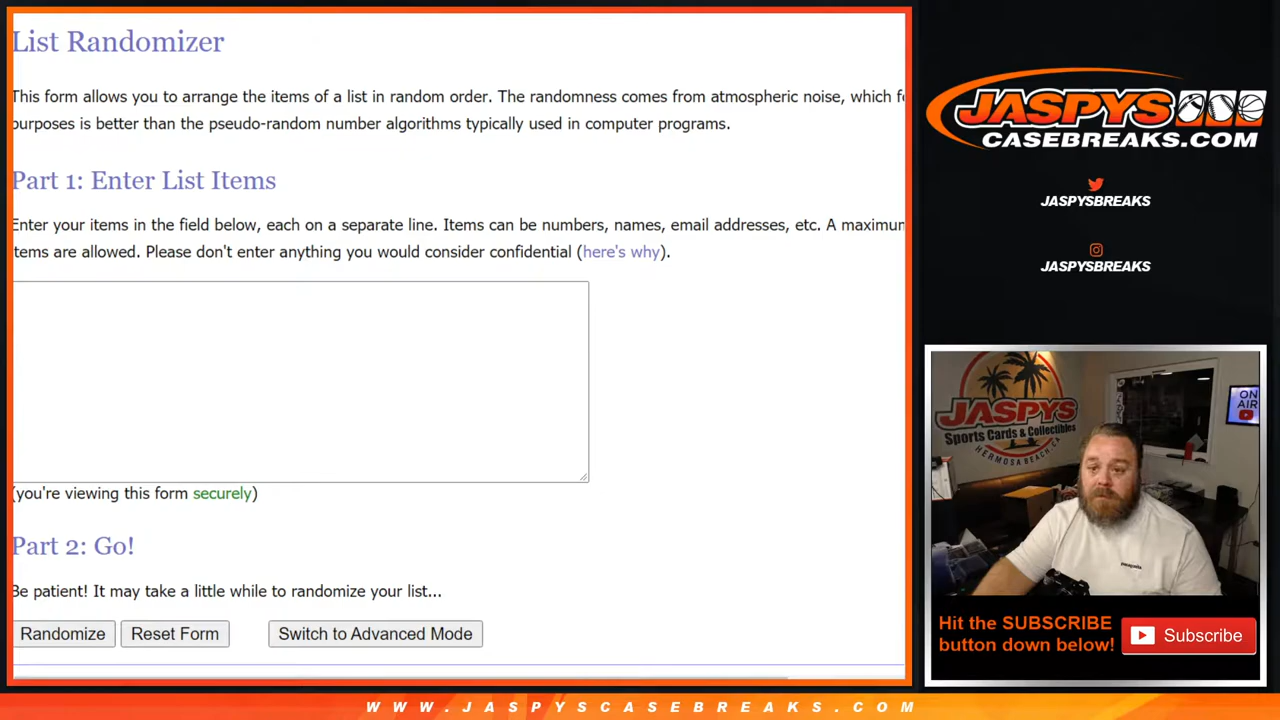 List Randomizer
This form allows you to arrange the items of a list in random order. The randomness comes from atmospheric noise, which f
purposes is better than the pseudo-random number algorithms typically used in computer programs.
Part 1: Enter List Items
Enter your items in the field below, each on a separate line. Items can be numbers, names, email addresses, etc. A maximum
items are allowed. Please don't enter anything you would consider confidential (here's why).
(you're viewing this form securely)
Part 2: Go!
Be patient! It may take a little while to randomize your list...
Randomize Reset Form Switch to Advanced Mode
JASPYS
CASEBREAKS.COM
JASPYSBREAKS
JASPYSBREAKS
JASPYS
Sports Cards & Collectibles
HERMOSA BEACH, CA
ON
AIR
Hit the SUBSCRIBE
button down below!
Subscribe
WWW.JASPYSCASEBREAKS.COM